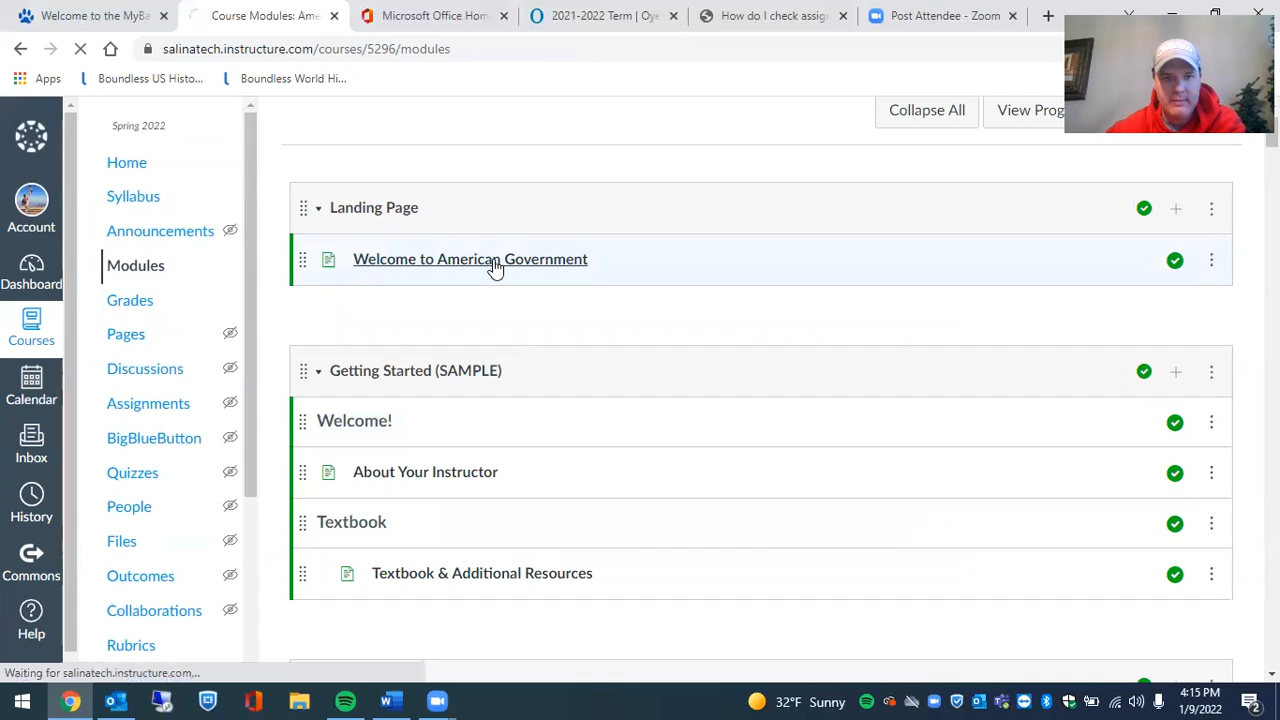 Welcome to the MyBa
Course Modules: Ame
Microsoft Office Home
2021-2022 Term | Oye
How do I check assig
Post Attendee - Zoom
salinatech.instructure.com/courses/5296/modules
Apps
Boundless US Histo...
Boundless World Hi...
Spring 2022
Home
Syllabus
Announcements
Modules
Grades
Pages
Discussions
Assignments
BigBlueButton
Quizzes
People
Files
Outcomes
Collaborations
Rubrics
Account
Dashboard
Courses
Calendar
Inbox
History
Commons
Help
Collapse All
View Prog
Landing Page
Welcome to American Government
Getting Started (SAMPLE)
Welcome!
About Your Instructor
Textbook
Textbook & Additional Resources
Waiting for salinatech.instructure.com...
32°F Sunny
4:15 PM
1/9/2022
2